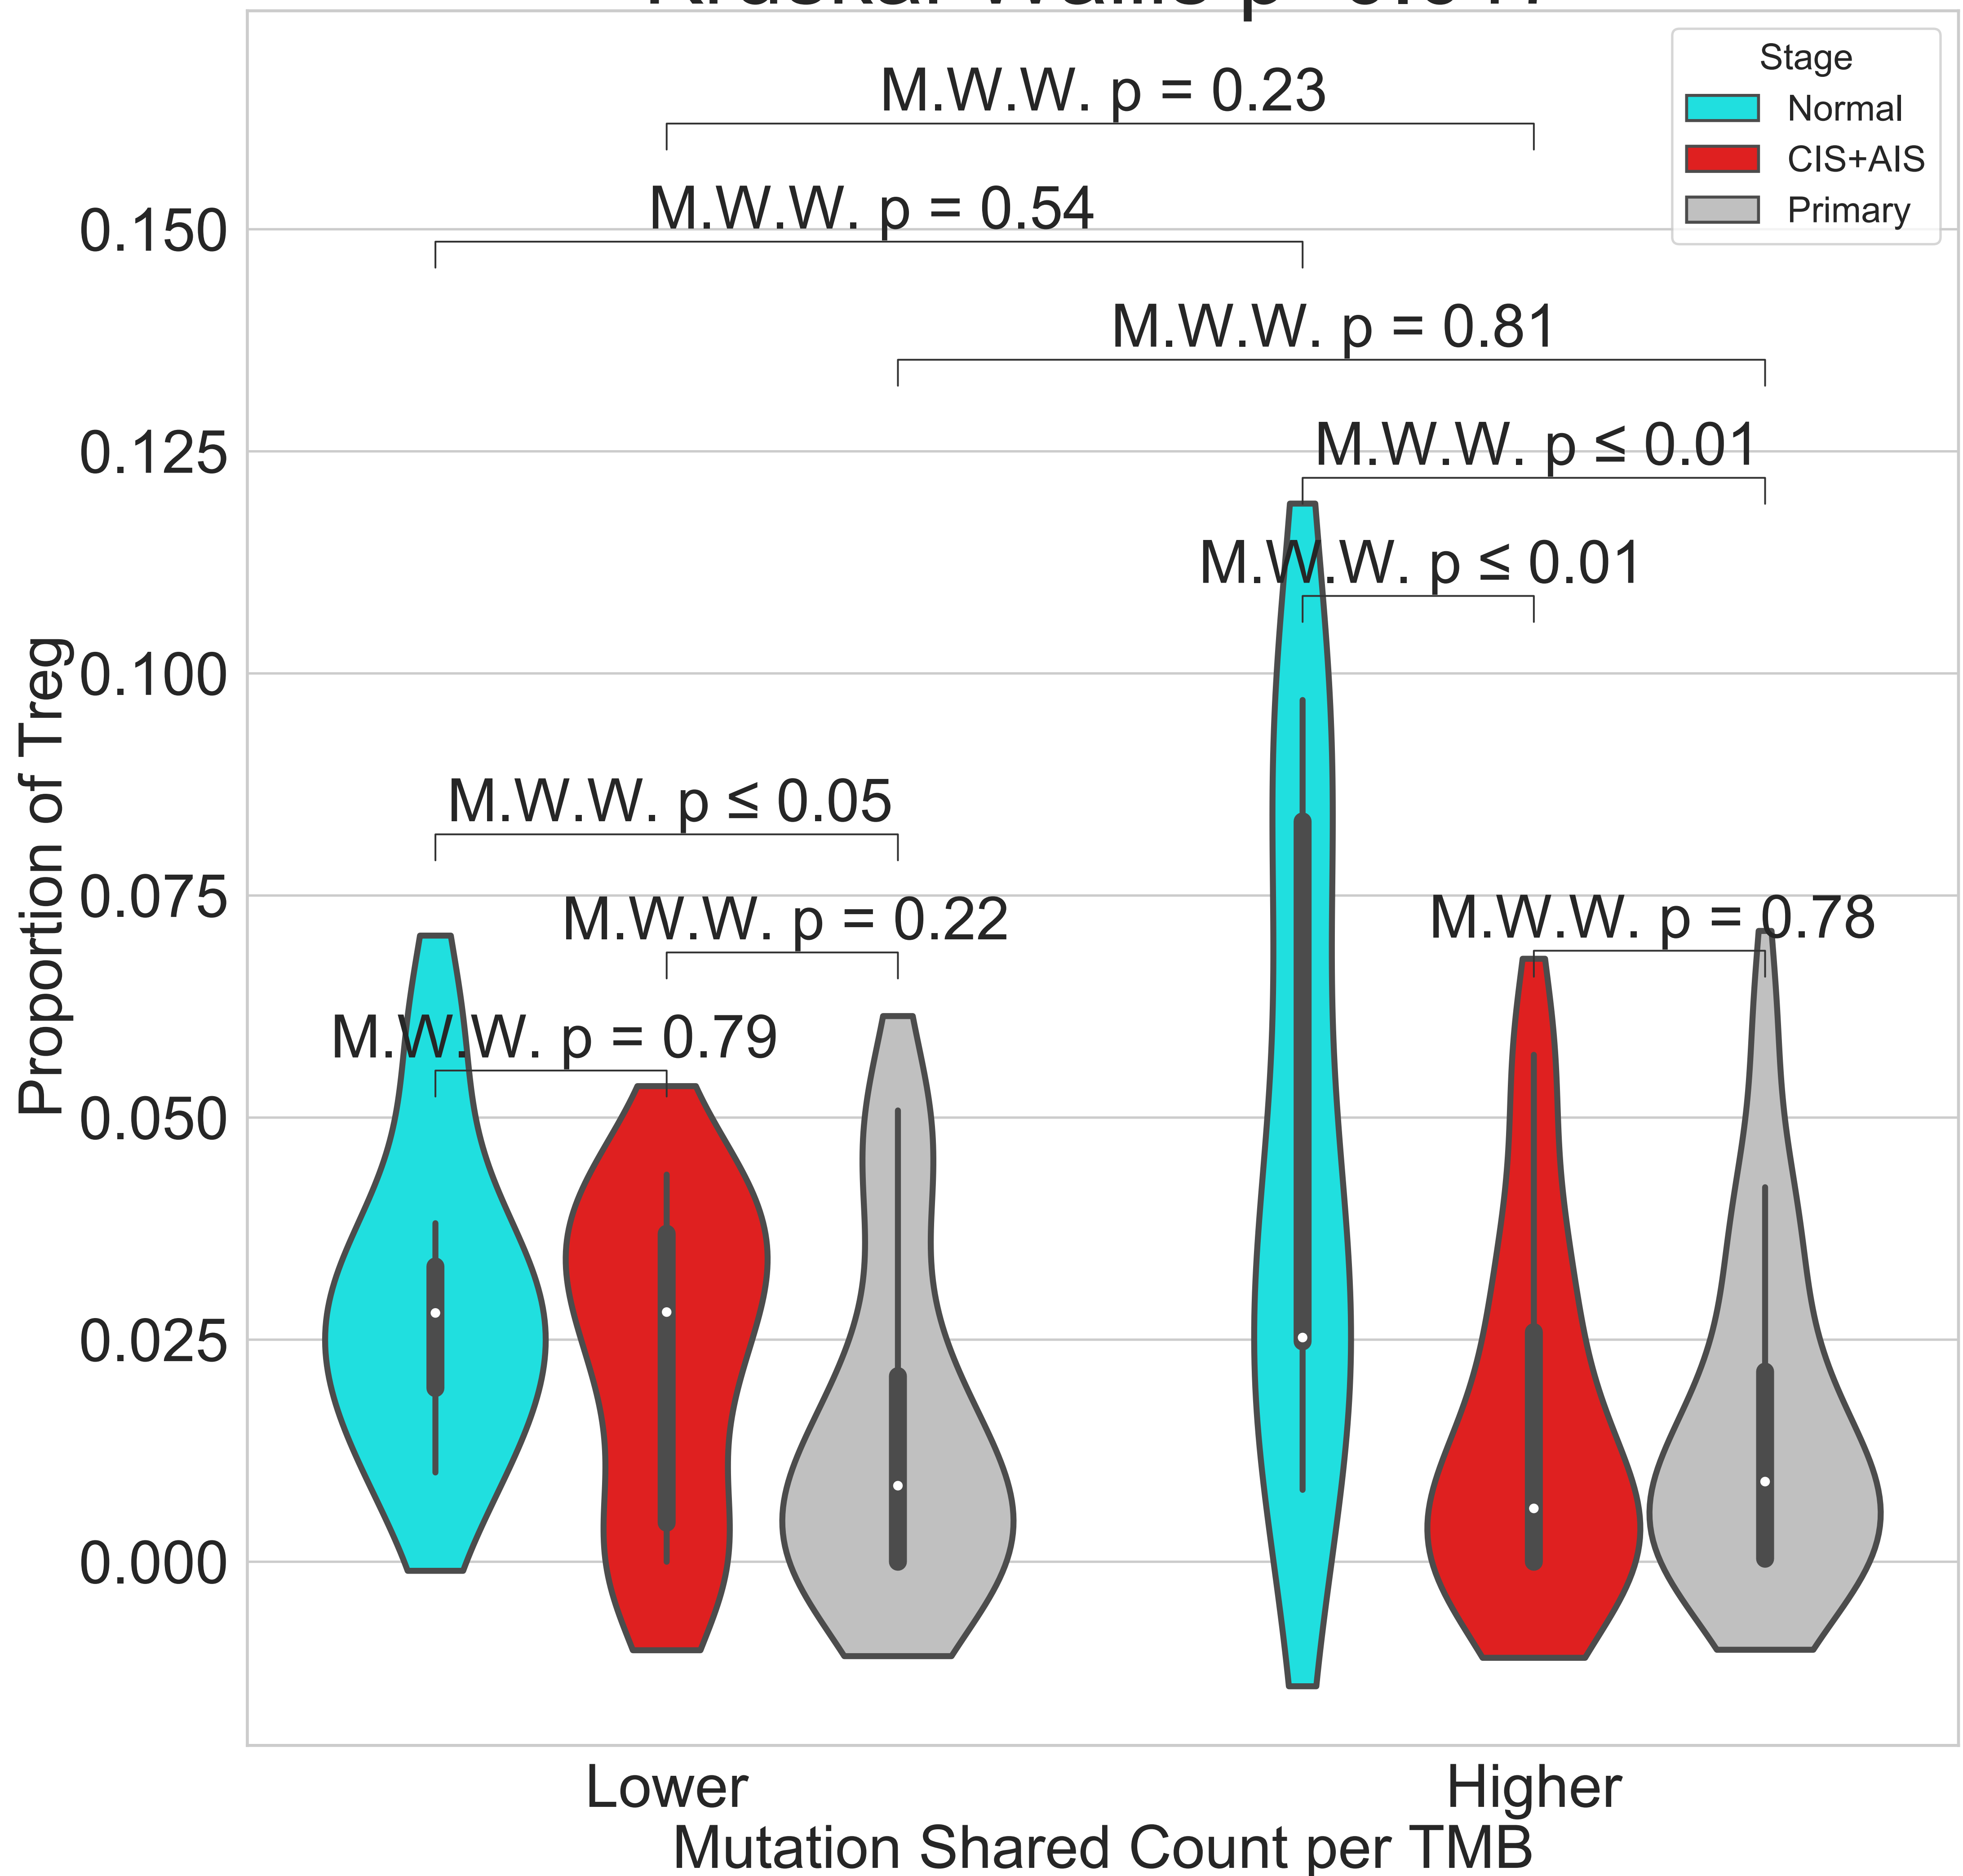 Stage
Normal
CIS+AIS
Primary
M.W.W. p = 0.23
M.W.W. p = 0.54
M.W.W. p = 0.81
M.W.W. p ≤ 0.01
M.W.W. p ≤ 0.01
M.W.W. p ≤ 0.05
M.W.W. p = 0.22
M.W.W. p = 0.78
M.W.W. p = 0.79
Proportion of Treg
0.150
0.125
0.100
0.075
0.050
0.025
0.000
Lower
Higher
Mutation Shared Count per TMB